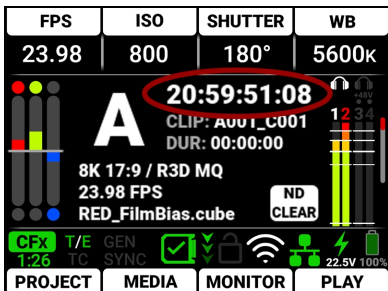 FPS ISO SHUTTER WB
23.98 800 180° 5600K
20:59:51:08
A
CLIP: A001_C001
DUR: 00:00:00
+48V
1 2 3 4
8K 17:9 / R3D MQ
23.98 FPS
RED_FilmBias.cube
ND
CLEAR
CFx T/E GEN
1:26 TC SYNC
22.5V 100%
PROJECT MEDIA MONITOR PLAY